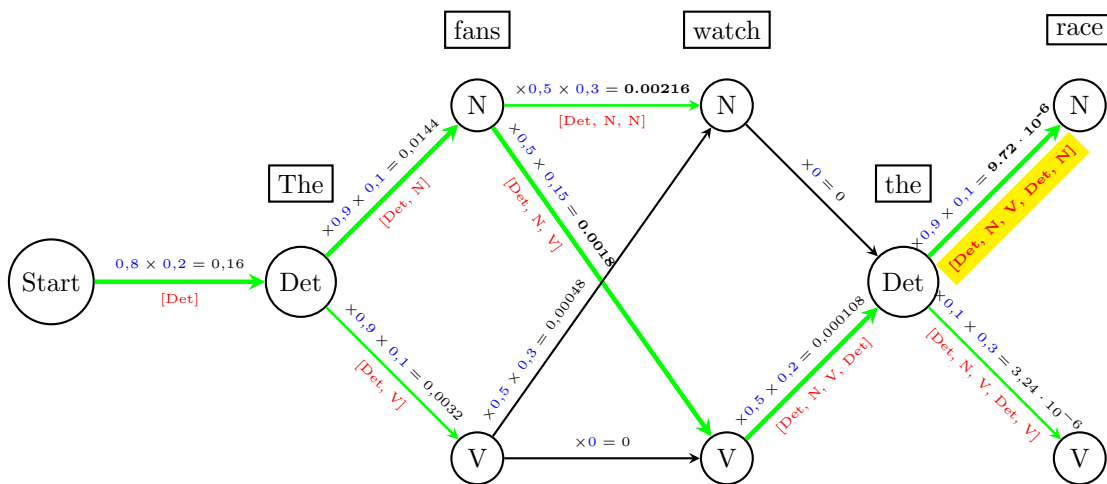 fans
watch
race
N
×0,5 × 0,3 = 0.00216
[Det, N, N]
N
N
×0,9 × 0,1 = 0,0144
[Det, N]
×0,5 × 0,15 = 0.0018
[Det, N, V]
×0 = 0
×0,9 × 0,1 = 9.72 · 10⁻⁶
[Det, N, V, Det, N]
The
the
Start
0,8 × 0,2 = 0,16
[Det]
Det
Det
×0,9 × 0,1 = 0,0032
[Det, V]
×0,5 × 0,3 = 0,00048
×0,5 × 0,2 = 0,000108
[Det, N, V, Det]
×0,1 × 0,3 = 3,24 · 10⁻⁶
[Det, N, V, Det, V]
V
×0 = 0
V
V